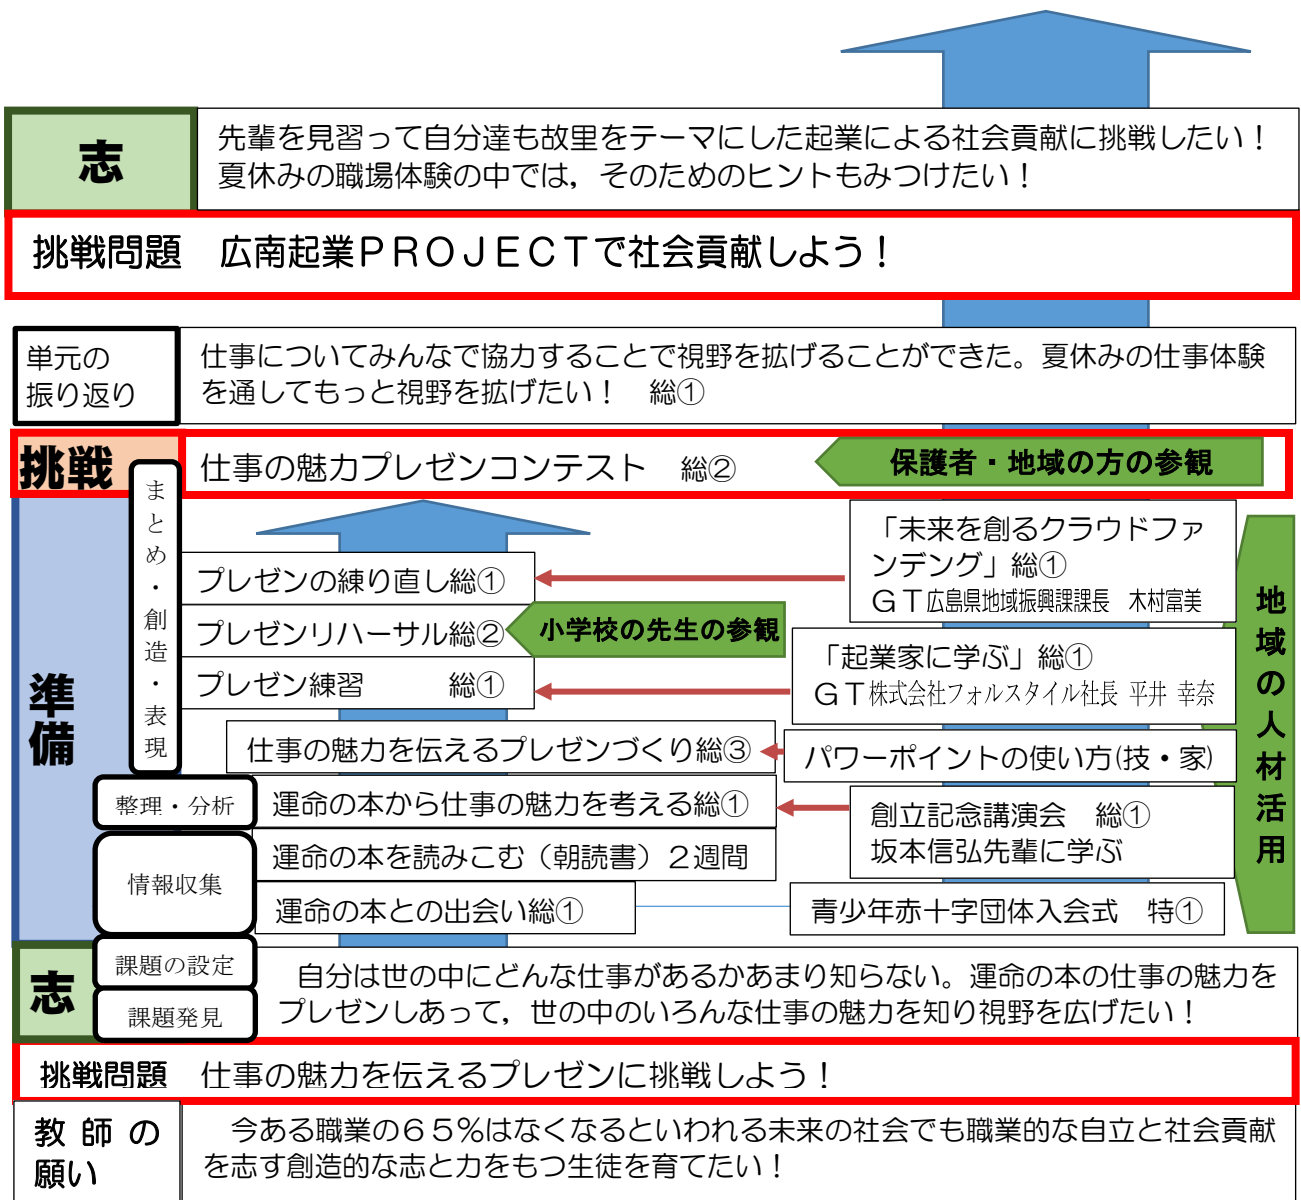 志
先輩を見習って自分達も故里をテーマにした起業による社会貢献に挑戦したい！
夏休みの職場体験の中では，そのためのヒントもみつけたい！
挑戦問題　広南起業ＰＲＯＪＥＣＴで社会貢献しよう！
単元の
振り返り
仕事についてみんなで協力することで視野を拡げることができた。夏休みの仕事体験
を通してもっと視野を拡げたい！　総①
挑戦
仕事の魅力プレゼンコンテスト　総②
保護者・地域の方の参観
準備
まとめ・創造・表現
「未来を創るクラウドファ
ンデング」総①
ＧＴ広島県地域振興課課長　木村富美
プレゼンの練り直し総①
プレゼンリハーサル総②
小学校の先生の参観
「起業家に学ぶ」総①
ＧＴ株式会社フォルスタイル社長 平井 幸奈
プレゼン練習　　　総①
地域の人材活用
仕事の魅力を伝えるプレゼンづくり総③
パワーポイントの使い方(技・家)
整理・分析
運命の本から仕事の魅力を考える総①
創立記念講演会　総①
坂本信弘先輩に学ぶ
情報収集
運命の本を読みこむ（朝読書）２週間
運命の本との出会い総①
青少年赤十字団体入会式　特①
志
課題の設定
課題発見
自分は世の中にどんな仕事があるかあまり知らない。運命の本の仕事の魅力を
プレゼンしあって，世の中のいろんな仕事の魅力を知り視野を広げたい！
挑戦問題　仕事の魅力を伝えるプレゼンに挑戦しよう！
教師の
願い
今ある職業の６５％はなくなるといわれる未来の社会でも職業的な自立と社会貢献
を志す創造的な志と力をもつ生徒を育てたい！